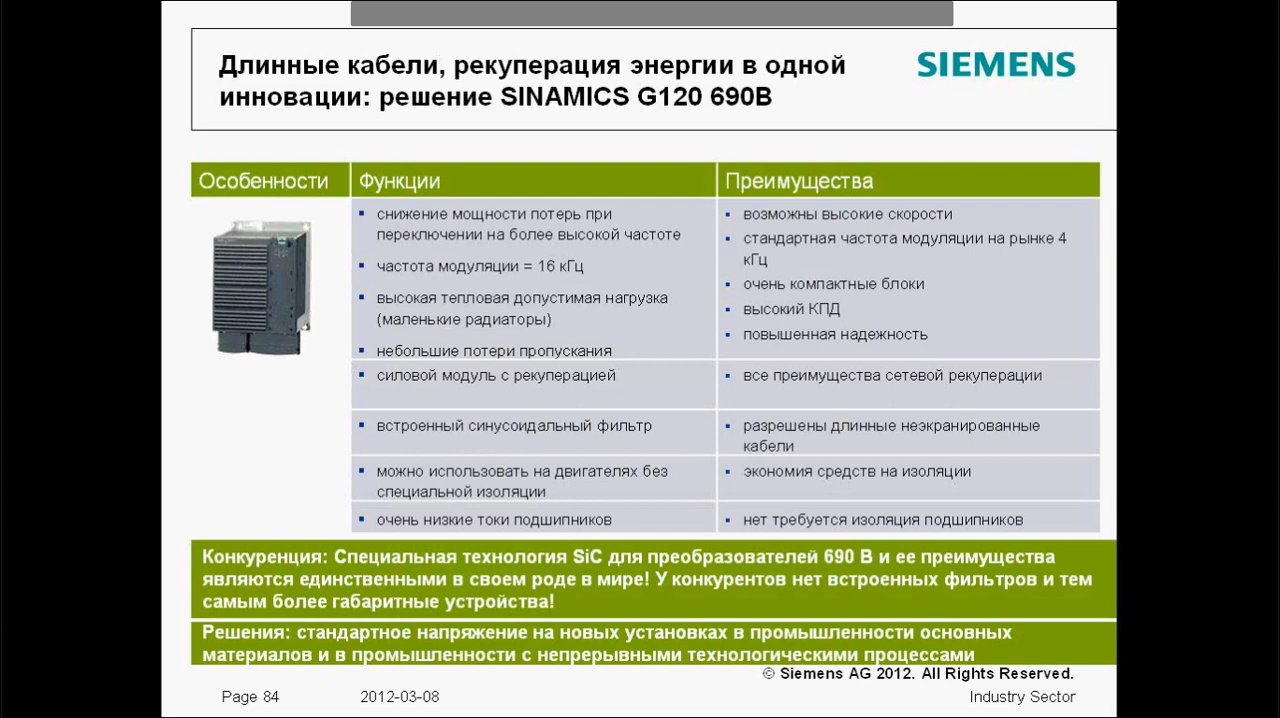 Длинные кабели, рекуперация энергии в одной
инновации: решение SINAMICS G120 690В
SIEMENS
Особенности
Функции
Преимущества
снижение мощности потерь при
переключении на более высокой частоте
частота модуляции = 16 кГц
высокая тепловая допустимая нагрузка
(маленькие радиаторы)
небольшие потери пропускания
возможны высокие скорости
стандартная частота модуляции на рынке 4
кГц
очень компактные блоки
высокий КПД
повышенная надежность
силовой модуль с рекуперацией
все преимущества сетевой рекуперации
встроенный синусоидальный фильтр
разрешены длинные неэкранированные
кабели
можно использовать на двигателях без
специальной изоляции
экономия средств на изоляции
очень низкие токи подшипников
нет требуется изоляция подшипников
Конкуренция: Специальная технология SiC для преобразователей 690 В и ее преимущества
являются единственными в своем роде в мире! У конкурентов нет встроенных фильтров и тем
самым более габаритные устройства!
Решения: стандартное напряжение на новых установках в промышленности основных
материалов и в промышленности с непрерывными технологическими процессами
© Siemens AG 2012. All Rights Reserved.
Page 84
2012-03-08
Industry Sector